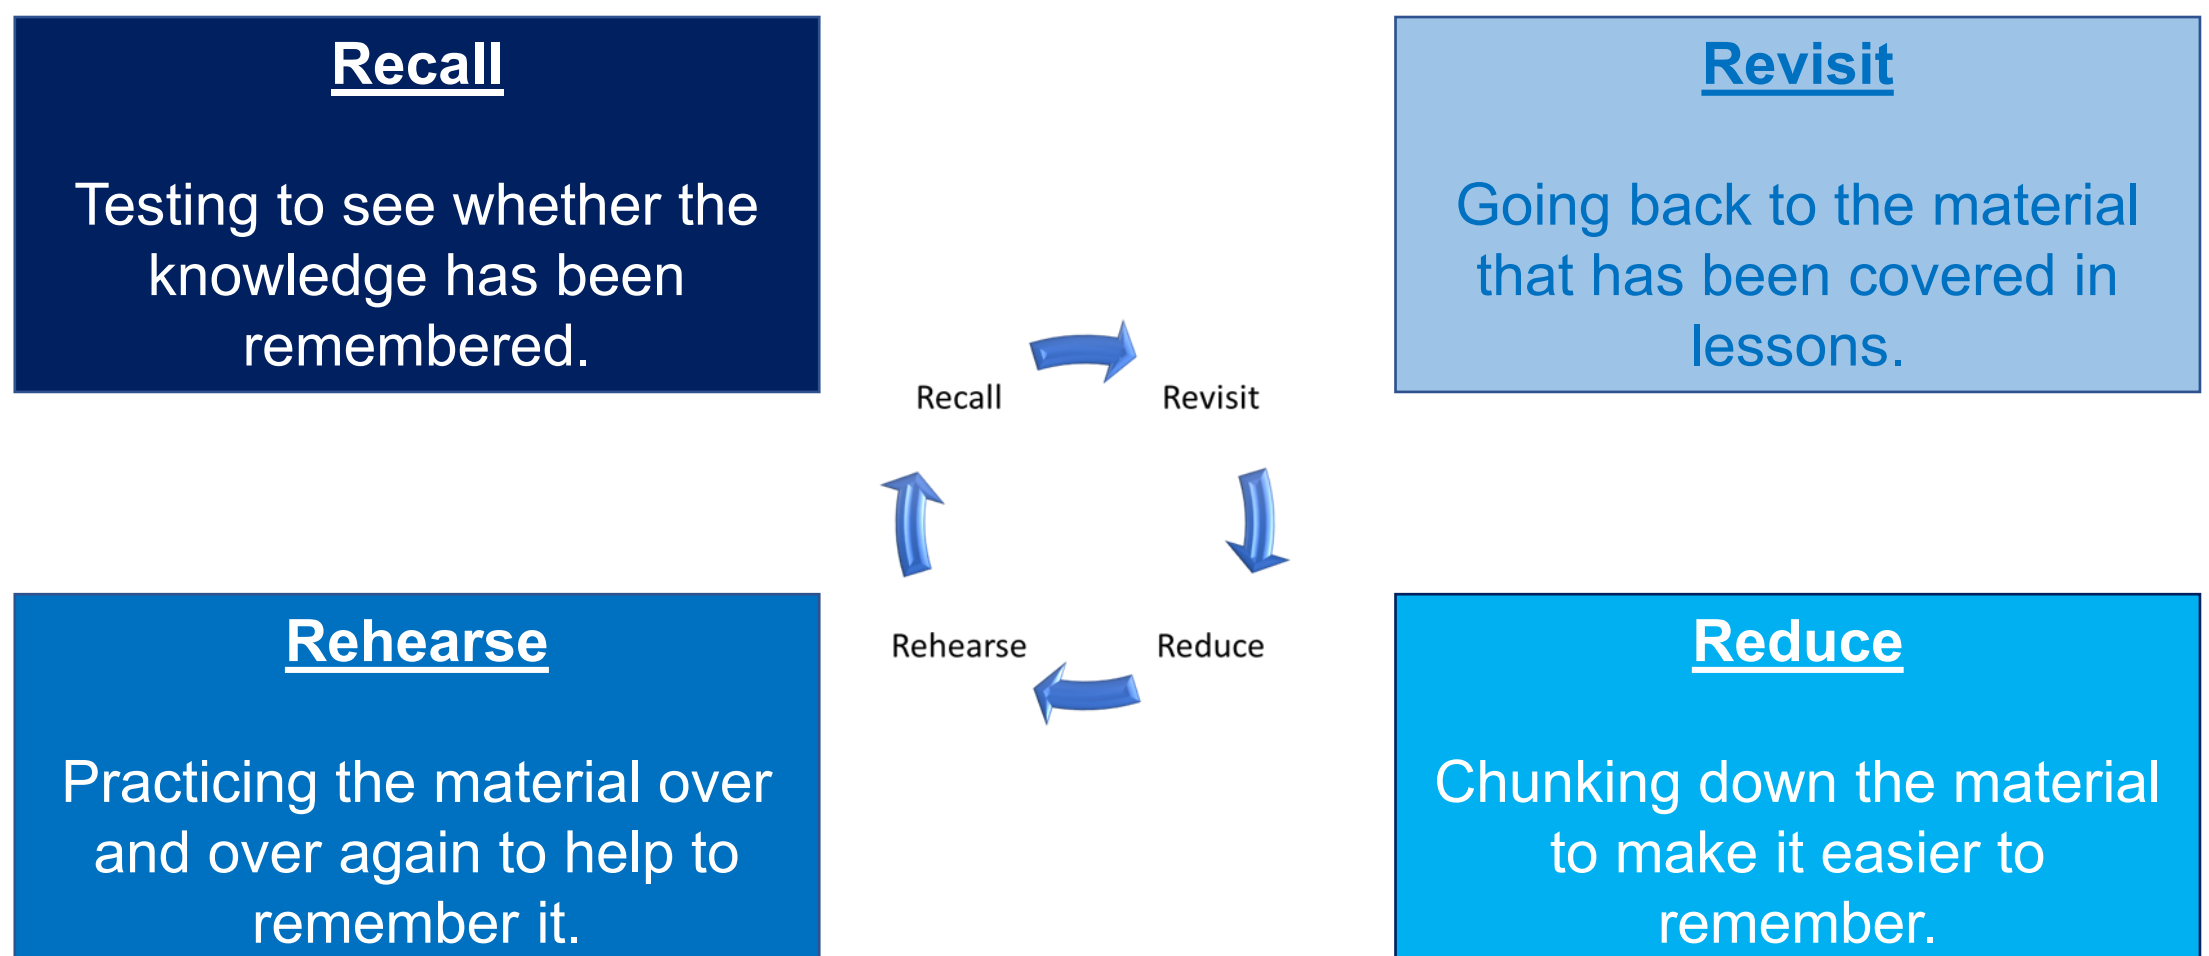 Recall
Testing to see whether the
knowledge has been
remembered.
Revisit
Going back to the material
that has been covered in
lessons.
Recall
Revisit
Rehearse
Reduce
Rehearse
Practicing the material over
and over again to help to
remember it.
Reduce
Chunking down the material
to make it easier to
remember.